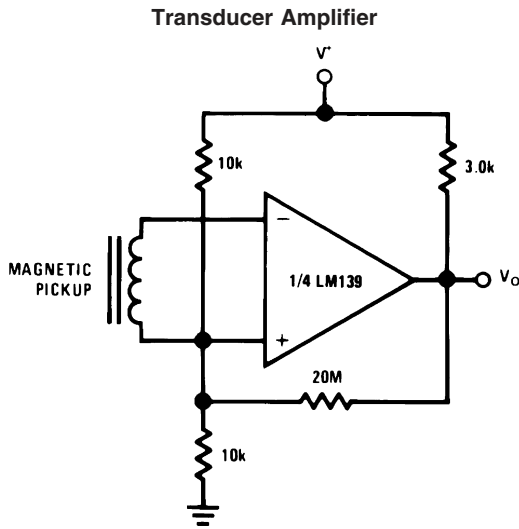 Transducer Amplifier
V+
10k
3.0k
−
MAGNETIC
PICKUP
1/4 LM139
VO
+
20M
10k